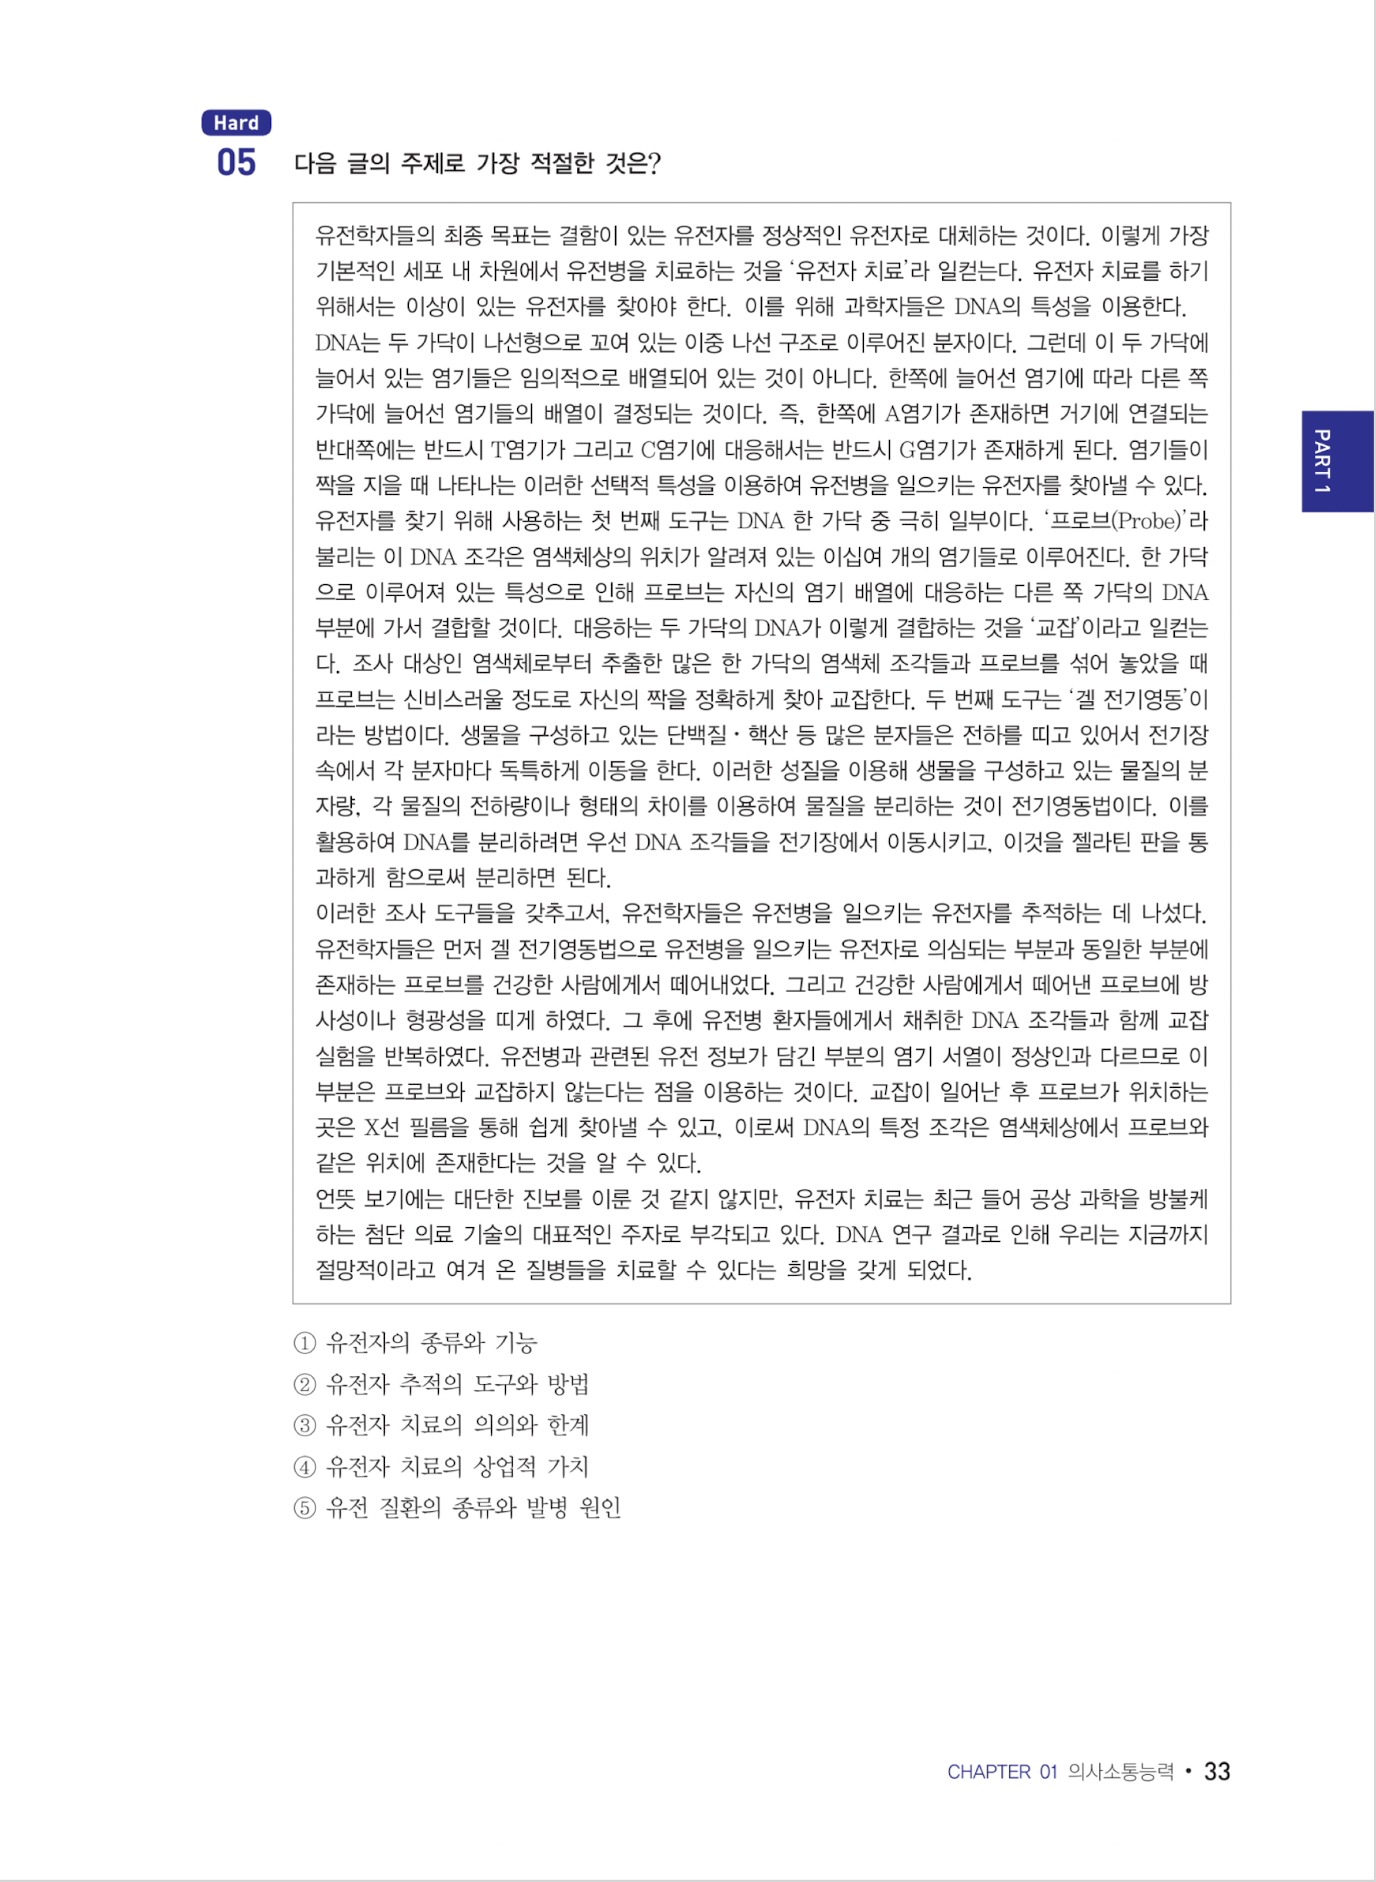 Hard
05 다음 글의 주제로 가장 적절한 것은?
유전학자들의 최종 목표는 결함이 있는 유전자를 정상적인 유전자로 대체하는 것이다. 이렇게 가장
기본적인 세포 내 차원에서 유전병을 치료하는 것을 ‘유전자 치료’라 일컫는다. 유전자 치료를 하기
위해서는 이상이 있는 유전자를 찾아야 한다. 이를 위해 과학자들은 DNA의 특성을 이용한다.
DNA는 두 가닥이 나선형으로 꼬여 있는 이중 나선 구조로 이루어진 분자이다. 그런데 이 두 가닥에
늘어서 있는 염기들은 임의적으로 배열되어 있는 것이 아니다. 한쪽에 늘어선 염기에 따라 다른 쪽
가닥에 늘어선 염기들의 배열이 결정되는 것이다. 즉, 한쪽에 A염기가 존재하면 거기에 연결되는
반대쪽에는 반드시 T염기가 그리고 C염기에 대응해서는 반드시 G염기가 존재하게 된다. 염기들이
짝을 지을 때 나타나는 이러한 선택적 특성을 이용하여 유전병을 일으키는 유전자를 찾아낼 수 있다.
유전자를 찾기 위해 사용하는 첫 번째 도구는 DNA 한 가닥 중 극히 일부이다. ‘프로브(Probe)’라
불리는 이 DNA 조각은 염색체상의 위치가 알려져 있는 이십여 개의 염기들로 이루어진다. 한 가닥
으로 이루어져 있는 특성으로 인해 프로브는 자신의 염기 배열에 대응하는 다른 쪽 가닥의 DNA
부분에 가서 결합할 것이다. 대응하는 두 가닥의 DNA가 이렇게 결합하는 것을 ‘교잡’이라고 일컫는
다. 조사 대상인 염색체로부터 추출한 많은 한 가닥의 염색체 조각들과 프로브를 섞어 놓았을 때
프로브는 신비스러울 정도로 자신의 짝을 정확하게 찾아 교잡한다. 두 번째 도구는 ‘겔 전기영동’이
라는 방법이다. 생물을 구성하고 있는 단백질·핵산 등 많은 분자들은 전하를 띠고 있어서 전기장
속에서 각 분자마다 독특하게 이동을 한다. 이러한 성질을 이용해 생물을 구성하고 있는 물질의 분
자량, 각 물질의 전하량이나 형태의 차이를 이용하여 물질을 분리하는 것이 전기영동법이다. 이를
활용하여 DNA를 분리하려면 우선 DNA 조각들을 전기장에서 이동시키고, 이것을 젤라틴 판을 통
과하게 함으로써 분리하면 된다.
이러한 조사 도구들을 갖추고서, 유전학자들은 유전병을 일으키는 유전자를 추적하는 데 나섰다.
유전학자들은 먼저 겔 전기영동법으로 유전병을 일으키는 유전자로 의심되는 부분과 동일한 부분에
존재하는 프로브를 건강한 사람에게서 떼어내었다. 그리고 건강한 사람에게서 떼어낸 프로브에 방
사성이나 형광성을 띠게 하였다. 그 후에 유전병 환자들에게서 채취한 DNA 조각들과 함께 교잡
실험을 반복하였다. 유전병과 관련된 유전 정보가 담긴 부분의 염기 서열이 정상인과 다르므로 이
부분은 프로브와 교잡하지 않는다는 점을 이용하는 것이다. 교잡이 일어난 후 프로브가 위치하는
곳은 X선 필름을 통해 쉽게 찾아낼 수 있고, 이로써 DNA의 특정 조각은 염색체상에서 프로브와
같은 위치에 존재한다는 것을 알 수 있다.
언뜻 보기에는 대단한 진보를 이룬 것 같지 않지만, 유전자 치료는 최근 들어 공상 과학을 방불케
하는 첨단 의료 기술의 대표적인 주자로 부각되고 있다. DNA 연구 결과로 인해 우리는 지금까지
절망적이라고 여겨 온 질병들을 치료할 수 있다는 희망을 갖게 되었다.
① 유전자의 종류와 기능
② 유전자 추적의 도구와 방법
③ 유전자 치료의 의의와 한계
④ 유전자 치료의 상업적 가치
⑤ 유전 질환의 종류와 발병 원인
PART 1
CHAPTER 01 의사소통능력 • 33